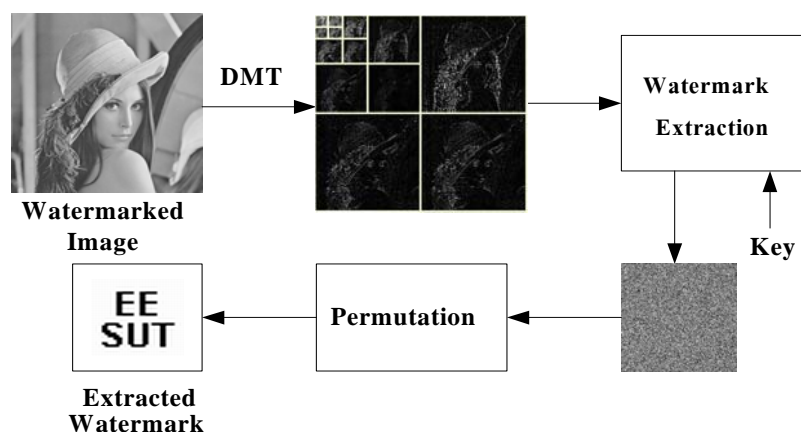 DMT
Watermark
Extraction
Watermarked
Image
Key
EE
SUT
Permutation
Extracted
Watermark